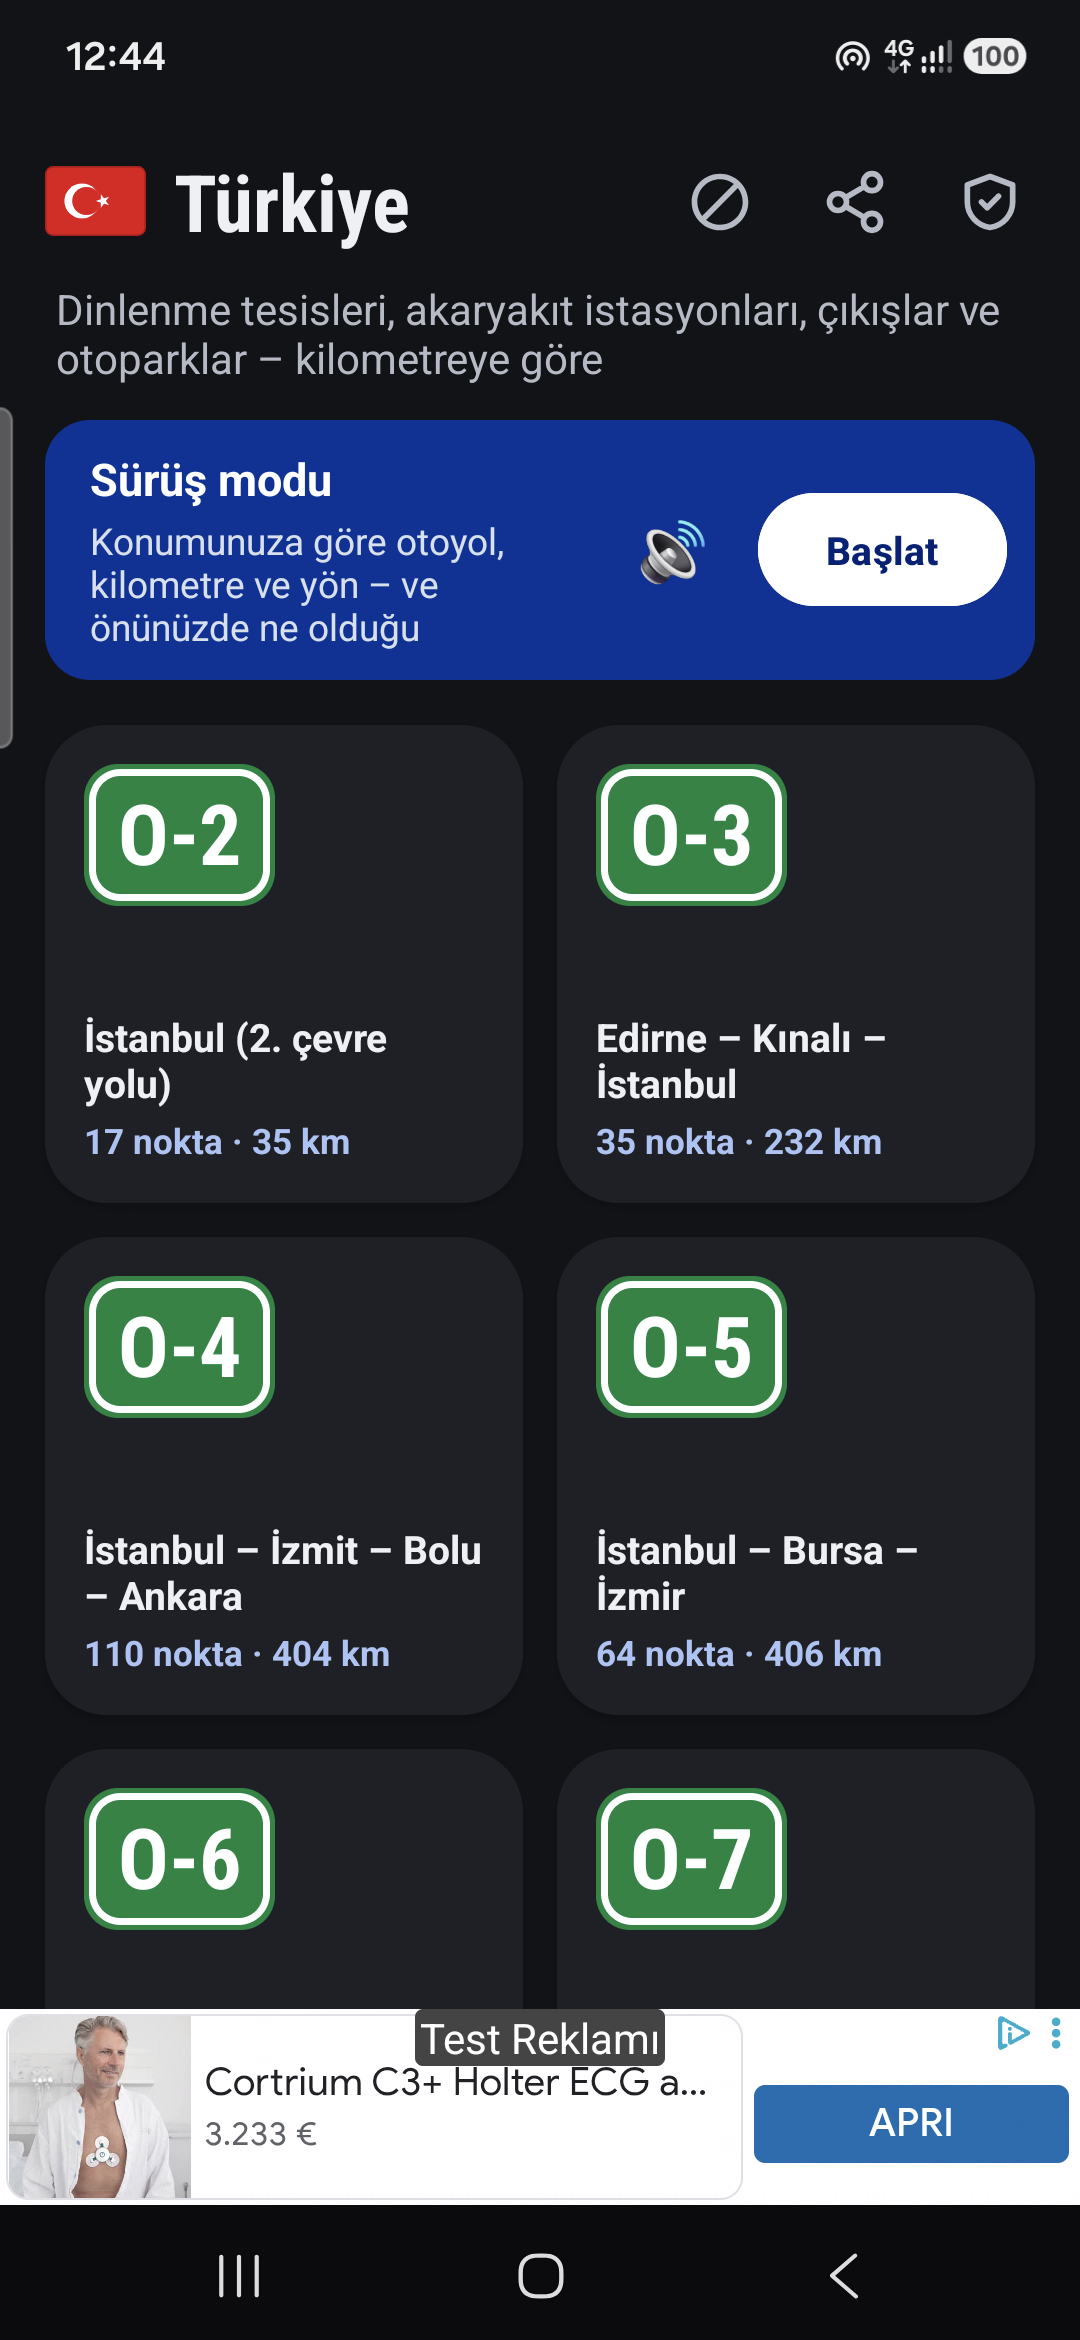 12:44
4G
100
Türkiye
Dinlenme tesisleri, akaryakıt istasyonları, çıkışlar ve
otoparklar – kilometreye göre
Sürüş modu
Konumunuza göre otoyol,
kilometre ve yön – ve
önünüzde ne olduğu
Başlat
O-2
İstanbul (2. çevre
yolu)
17 nokta · 35 km
O-3
Edirne – Kınalı –
İstanbul
35 nokta · 232 km
O-4
İstanbul – İzmit – Bolu
– Ankara
110 nokta · 404 km
O-5
İstanbul – Bursa –
İzmir
64 nokta · 406 km
O-6
O-7
Test Reklamı
Cortrium C3+ Holter ECG a...
3.233 €
APRI